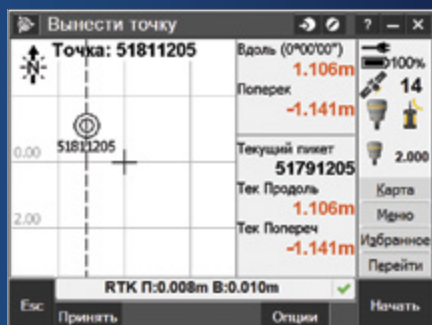 Вынести точку
? — ×
Точка: 51811205
N
51811205
0.00
2.00
Вдоль (0°00'00")
1.106m
Поперек
-1.141m
Текущий пикет
51791205
Тек Продоль
1.106m
Тек Попереч
-1.141m
100%
14
2.000
Карта
Меню
Избранное
Перейти
RTK П:0.008m В:0.010m
Esc
Принять
Опции
Начать